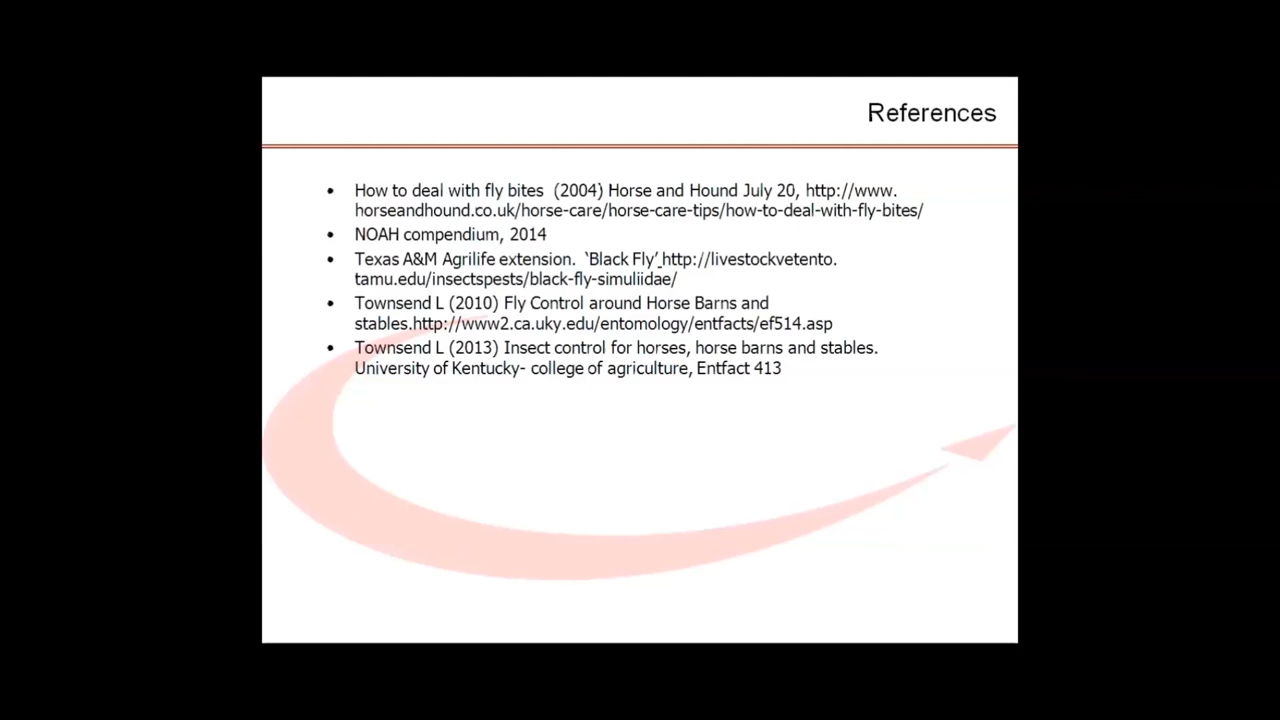 References
• How to deal with fly bites (2004) Horse and Hound July 20, http://www.
horseandhound.co.uk/horse-care/horse-care-tips/how-to-deal-with-fly-bites/
• NOAH compendium, 2014
• Texas A&M Agrilife extension. ‘Black Fly’ http://livestockvetento.
tamu.edu/insectspests/black-fly-simuliidae/
• Townsend L (2010) Fly Control around Horse Barns and
stables.http://www2.ca.uky.edu/entomology/entfacts/ef514.asp
• Townsend L (2013) Insect control for horses, horse barns and stables.
University of Kentucky- college of agriculture, Entfact 413